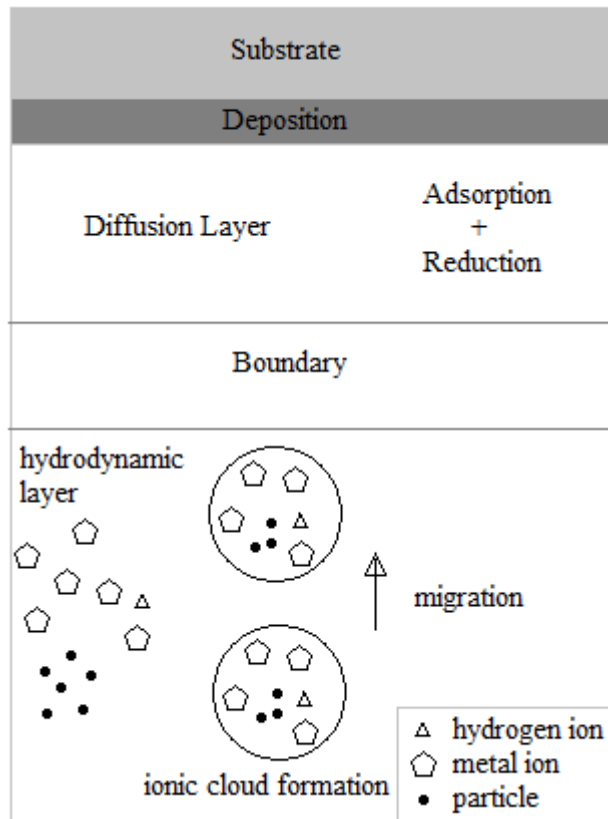 Substrate
Deposition
Diffusion Layer
Adsorption
+
Reduction
Boundary
hydrodynamic
layer
migration
ionic cloud formation
hydrogen ion
metal ion
particle